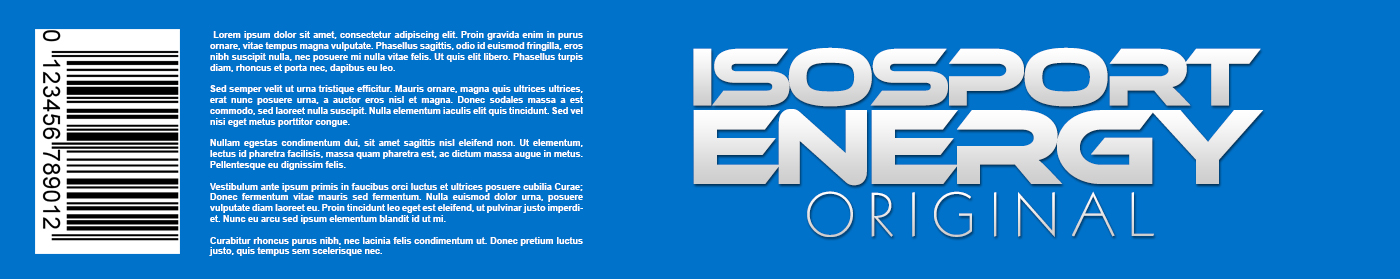 0 123456 789012
Lorem ipsum dolor sit amet, consectetur adipiscing elit. Proin gravida enim in purus
ornare, vitae tempus magna vulputate. Phasellus sagittis, odio id euismod fringilla, eros
nibh suscipit nulla, nec posuere mi nulla vitae felis. Ut quis elit libero. Phasellus turpis
diam, rhoncus et porta nec, dapibus eu leo.
Sed semper velit ut urna tristique efficitur. Mauris ornare, magna quis ultrices ultrices,
erat nunc posuere urna, a auctor eros nisl et magna. Donec sodales massa a est
commodo, sed laoreet nulla suscipit. Nulla elementum iaculis elit quis tincidunt. Sed vel
nisi eget metus porttitor congue.
Nullam egestas condimentum dui, sit amet sagittis nisl eleifend non. Ut elementum,
lectus id pharetra facilisis, massa quam pharetra est, ac dictum massa augue in metus.
Pellentesque eu dignissim felis.
Vestibulum ante ipsum primis in faucibus orci luctus et ultrices posuere cubilia Curae;
Donec fermentum vitae mauris sed fermentum. Nulla euismod dolor urna, posuere
vulputate diam laoreet eu. Proin tincidunt leo eget est eleifend, ut pulvinar justo imperdi-
et. Nunc eu arcu sed ipsum elementum blandit id ut mi.
Curabitur rhoncus purus nibh, nec lacinia felis condimentum ut. Donec pretium luctus
justo, quis tempus sem scelerisque nec.
ISOSPORT
ENERGY
ORIGINAL